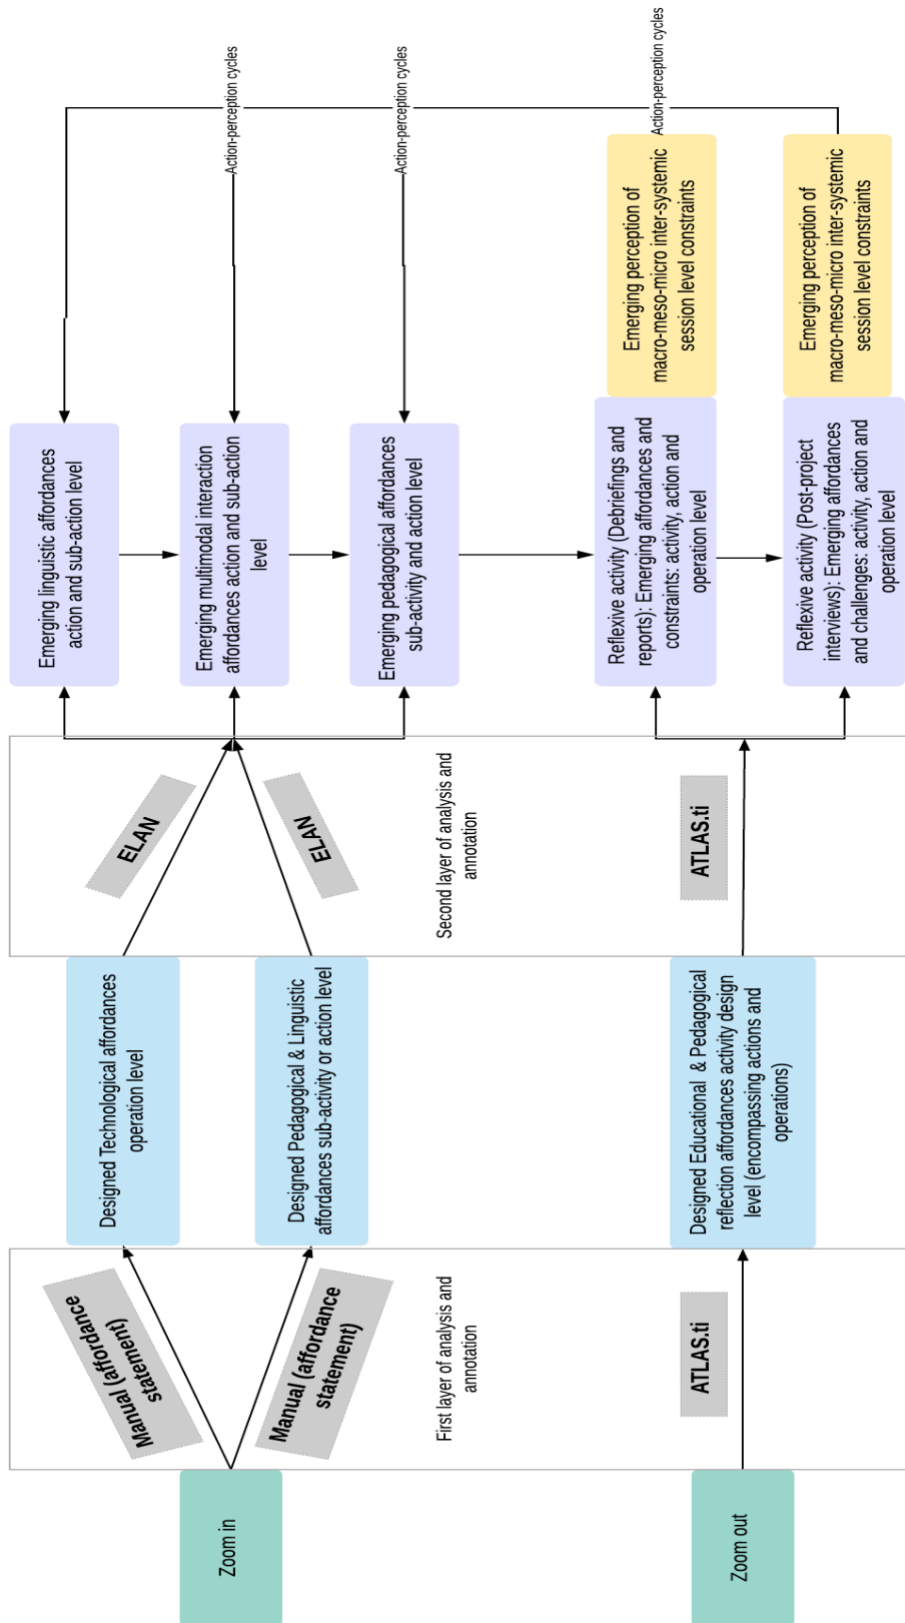 Zoom in
Manual (affordance
statement)
Manual (affordance
statement)
First layer of analysis and
annotation
Designed Technological affordances
operation level
Designed Pedagogical & Linguistic
affordances sub-activity or action level
ELAN
ELAN
Second layer of analysis and
annotation
Emerging linguistic affordances
action and sub-action level
Emerging multimodal interaction
affordances action and sub-action
level
Emerging pedagogical affordances
sub-activity and action level
Action-perception cycles
Action-perception cycles
Zoom out
ATLAS.ti
Designed Educational & Pedagogical
reflection affordances activity design
level (encompassing actions and
operations)
ATLAS.ti
Reflexive activity (Debriefings and
reports): Emerging affordances and
constraints: activity, action and
operation level
Emerging perception of
macro-meso-micro inter-systemic
session level constraints
Action-perception cycles
Reflexive activity (Post-project
interviews): Emerging affordances
and challenges: activity, action and
operation level
Emerging perception of
macro-meso-micro inter-systemic
session level constraints